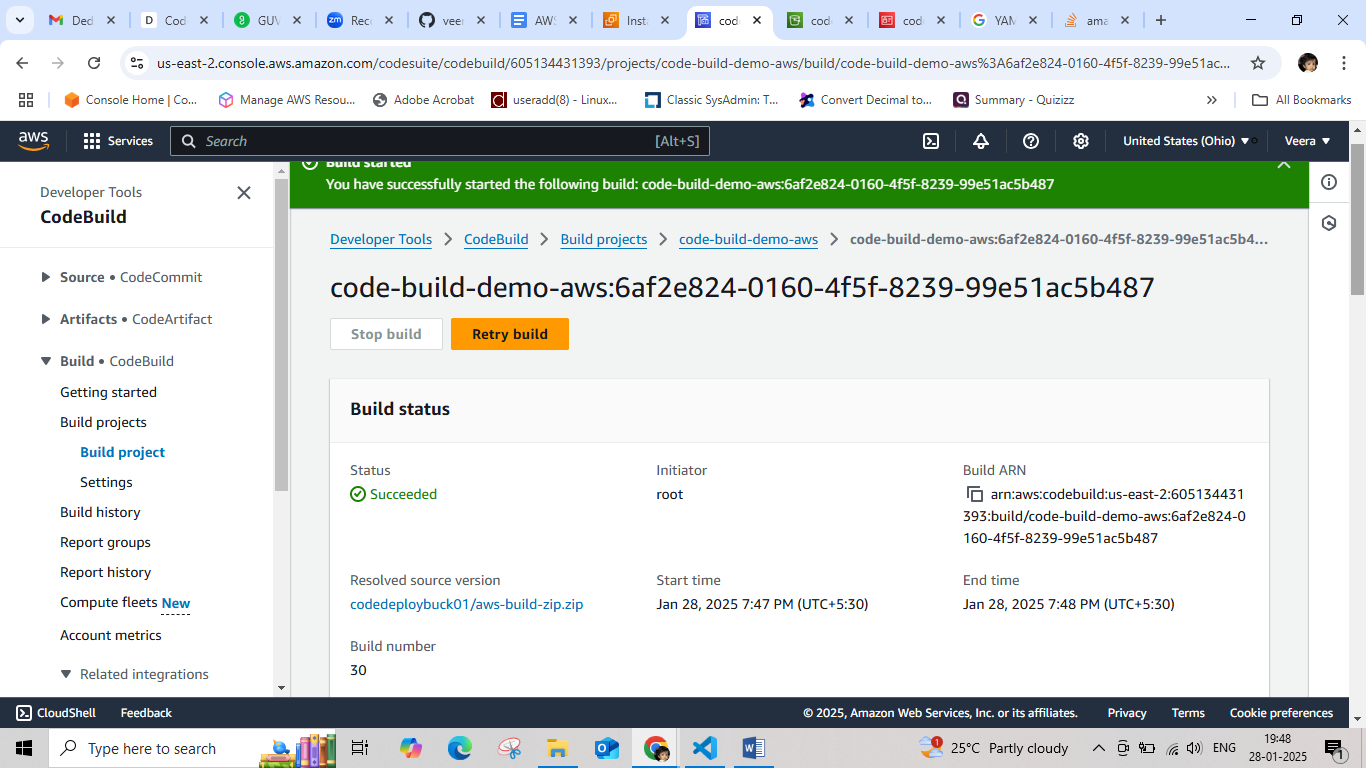 Ded
Cod
GUV
zm Reco
veer
AWS
Insta
code
code
code
YAM
ama
us-east-2.console.aws.amazon.com/codesuite/codebuild/605134431393/projects/code-build-demo-aws/build/code-build-demo-aws%3A6af2e824-0160-4f5f-8239-99e51ac...
Console Home | Co...
Manage AWS Resou...
Adobe Acrobat
useradd(8) - Linux...
Classic SysAdmin: T...
Convert Decimal to...
Summary - Quizizz
All Bookmarks
aws
Services
Search
[Alt+S]
United States (Ohio)
Veera
Developer Tools
CodeBuild
Source • CodeCommit
Artifacts • CodeArtifact
Build • CodeBuild
Getting started
Build projects
Build project
Settings
Build history
Report groups
Report history
Compute fleets New
Account metrics
Related integrations
Build started
You have successfully started the following build: code-build-demo-aws:6af2e824-0160-4f5f-8239-99e51ac5b487
Developer Tools
CodeBuild
Build projects
code-build-demo-aws
code-build-demo-aws:6af2e824-0160-4f5f-8239-99e51ac5b4...
code-build-demo-aws:6af2e824-0160-4f5f-8239-99e51ac5b487
Stop build
Retry build
Build status
Status
Succeeded
Initiator
root
Build ARN
arn:aws:codebuild:us-east-2:605134431
393:build/code-build-demo-aws:6af2e824-0
160-4f5f-8239-99e51ac5b487
Resolved source version
codedeploybuck01/aws-build-zip.zip
Start time
Jan 28, 2025 7:47 PM (UTC+5:30)
End time
Jan 28, 2025 7:48 PM (UTC+5:30)
Build number
30
CloudShell
Feedback
© 2025, Amazon Web Services, Inc. or its affiliates.
Privacy
Terms
Cookie preferences
Type here to search
1
25°C Partly cloudy
ENG
19:48
28-01-2025
1